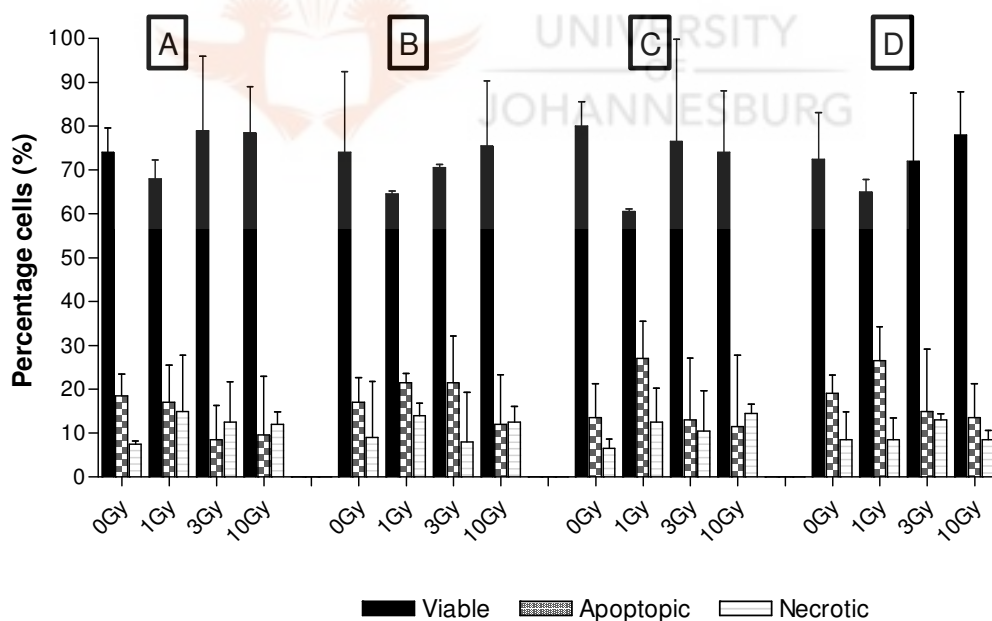 UNIVERSITY
OF
JOHANNESBURG
A
B
C
D
Percentage cells (%)
100
90
80
70
60
50
40
30
20
10
0
0Gy 1Gy 3Gy 10Gy 0Gy 1Gy 3Gy 10Gy 0Gy 1Gy 3Gy 10Gy 0Gy 1Gy 3Gy 10Gy
Viable Apoptopic Necrotic